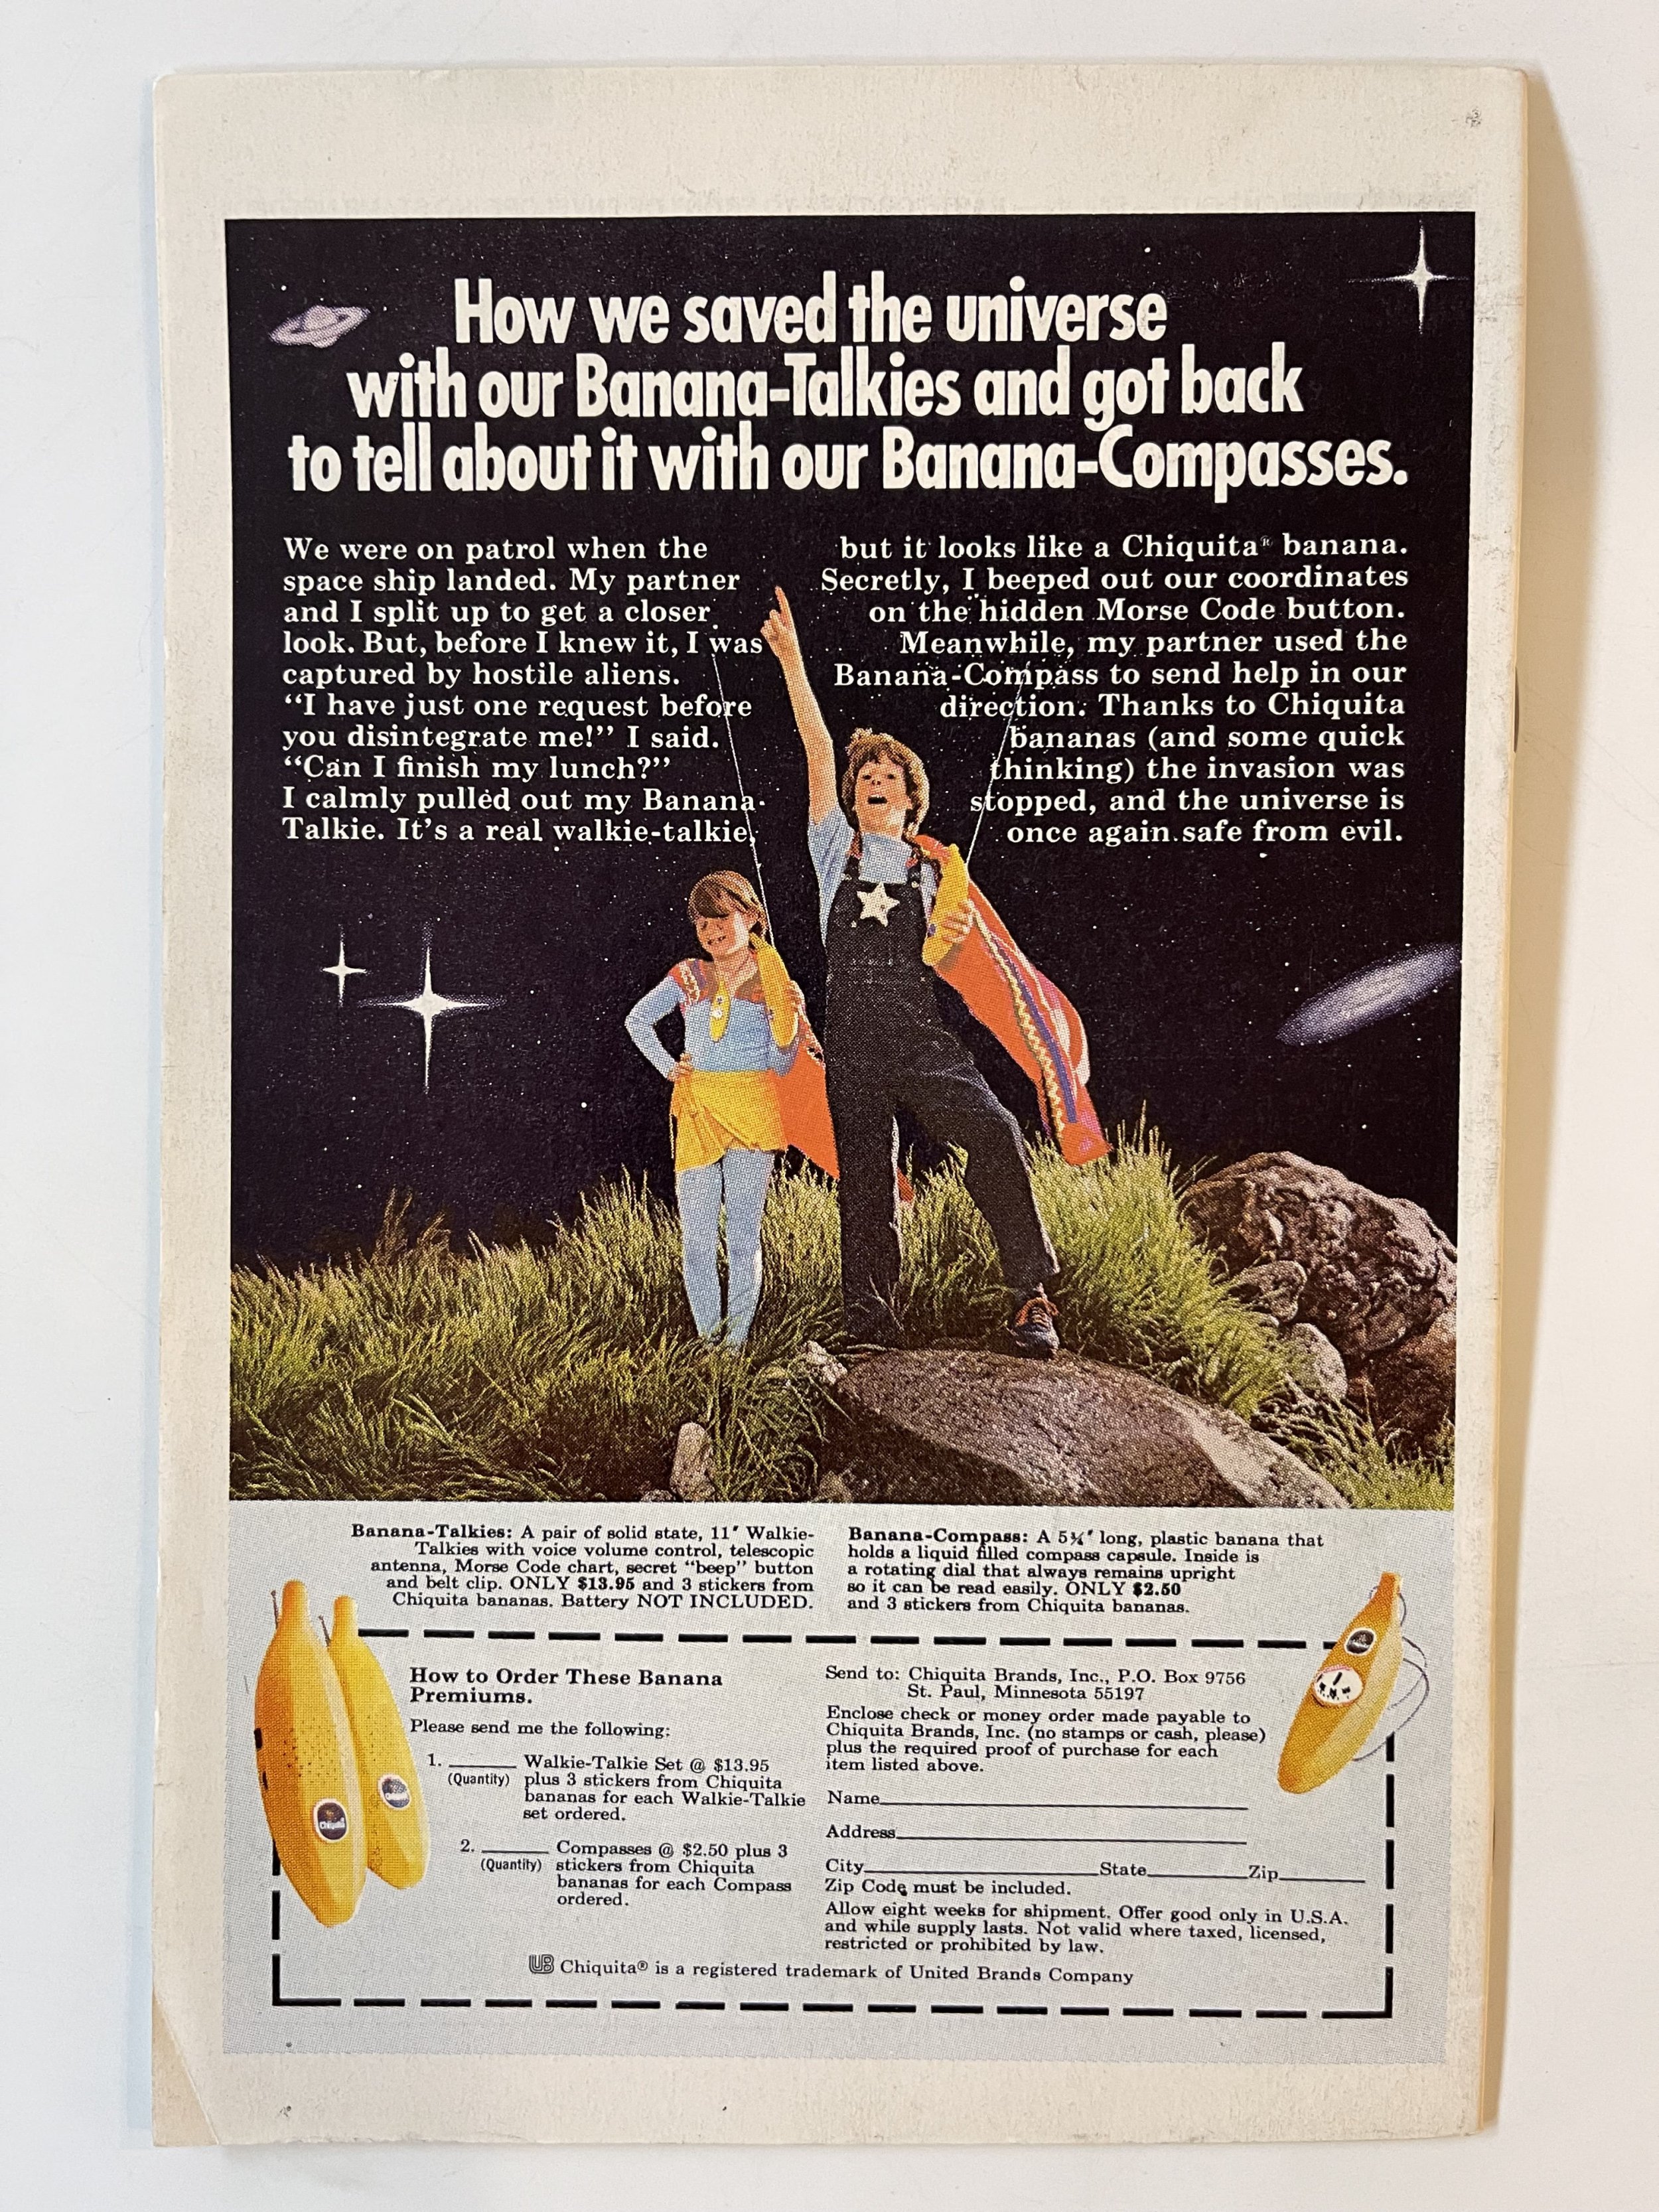 How we saved the universe
with our Banana-Talkies and got back
to tell about it with our Banana-Compasses.
We were on patrol when the
space ship landed. My partner
and I split up to get a closer
look. But, before I knew it, I was
captured by hostile aliens.
“I have just one request before
you disintegrate me!” I said.
“Can I finish my lunch?”
I calmly pulled out my Banana-
Talkie. It’s a real walkie-talkie,
but it looks like a Chiquita® banana.
Secretly, I beeped out our coordinates
on the hidden Morse Code button.
Meanwhile, my partner used the
Banana-Compass to send help in our
direction. Thanks to Chiquita
bananas (and some quick
thinking) the invasion was
stopped, and the universe is
once again safe from evil.
Banana-Talkies: A pair of solid state, 11" Walkie-
Talkies with voice volume control, telescopic
antenna, Morse Code chart, secret “beep” button
and belt clip. ONLY $13.95 and 3 stickers from
Chiquita bananas. Battery NOT INCLUDED.
Banana-Compass: A 5¾" long, plastic banana that
holds a liquid filled compass capsule. Inside is
a rotating dial that always remains upright
so it can be read easily. ONLY $2.50
and 3 stickers from Chiquita bananas.
How to Order These Banana
Premiums.
Please send me the following:
1. ______ Walkie-Talkie Set @ $13.95
(Quantity) plus 3 stickers from Chiquita
bananas for each Walkie-Talkie
set ordered.
2. ______ Compasses @ $2.50 plus 3
(Quantity) stickers from Chiquita
bananas for each Compass
ordered.
Send to: Chiquita Brands, Inc., P.O. Box 9756
St. Paul, Minnesota 55197
Enclose check or money order made payable to
Chiquita Brands, Inc. (no stamps or cash, please)
plus the required proof of purchase for each
item listed above.
Name______
Address______
City______State______Zip______
Zip Code must be included.
Allow eight weeks for shipment. Offer good only in U.S.A.
and while supply lasts. Not valid where taxed, licensed,
restricted or prohibited by law.
UB Chiquita® is a registered trademark of United Brands Company
Chiquita